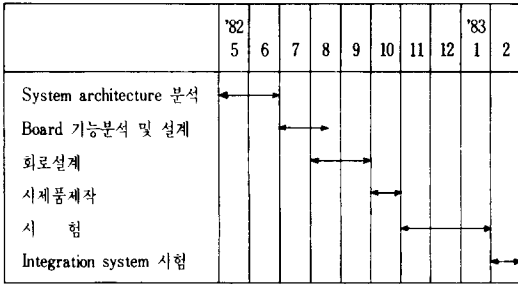 '82 '83
5 6 7 8 9 10 11 12 1 2
System architecture 분석
Board 기능분석 및 설계
회로설계
시제품제작
시 험
Integration system 시험